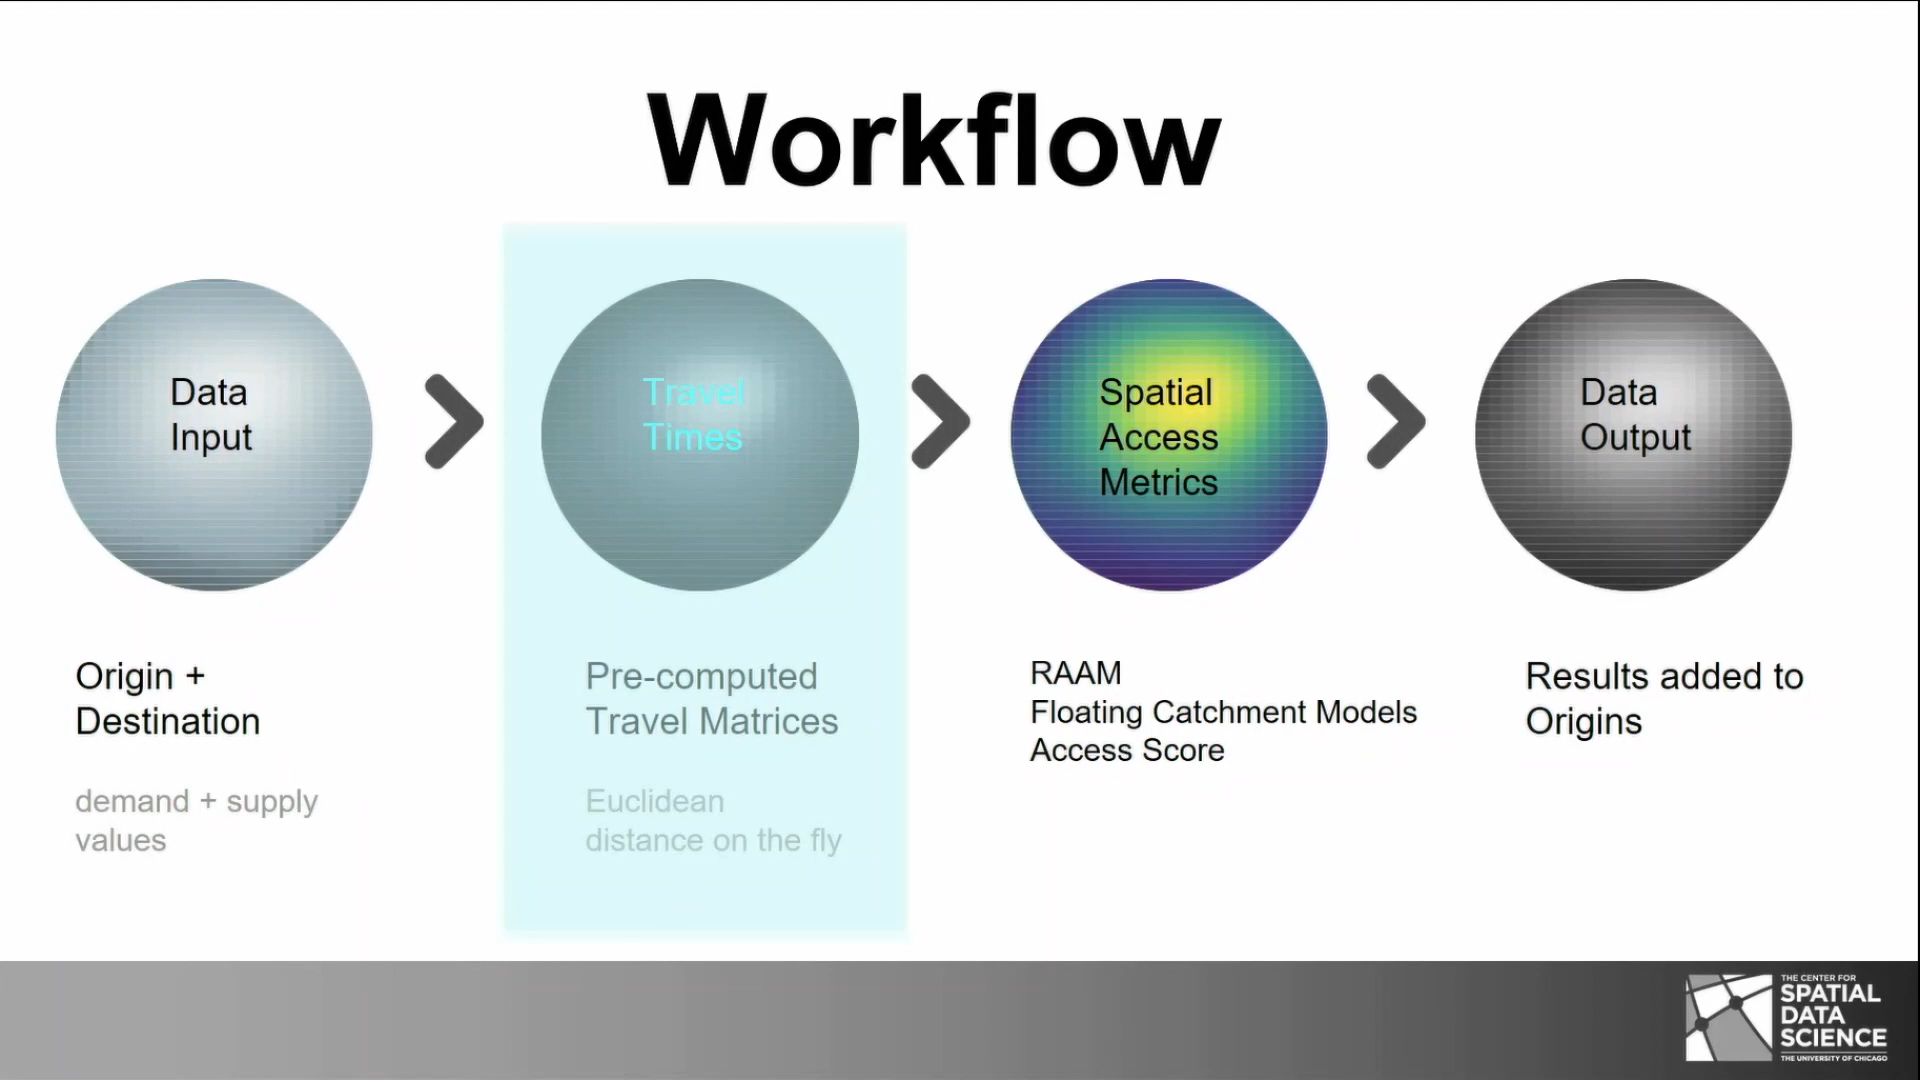 Workflow
Data
Input
Travel
Times
Spatial
Access
Metrics
Data
Output
Origin +
Destination
demand + supply
values
Pre-computed
Travel Matrices
Euclidean
distance on the fly
RAAM
Floating Catchment Models
Access Score
Results added to
Origins
THE CENTER FOR
SPATIAL
DATA
SCIENCE
THE UNIVERSITY OF CHICAGO